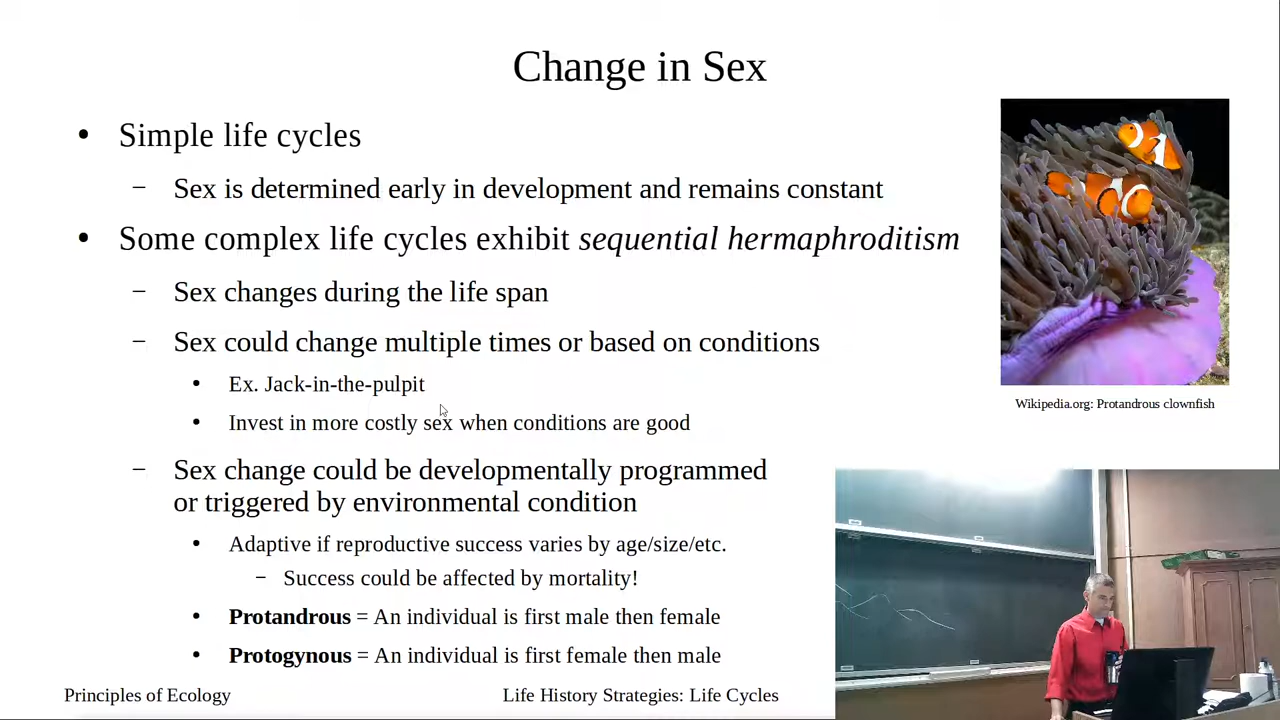 Change in Sex
• Simple life cycles
– Sex is determined early in development and remains constant
• Some complex life cycles exhibit sequential hermaphroditism
– Sex changes during the life span
– Sex could change multiple times or based on conditions
• Ex. Jack-in-the-pulpit
• Invest in more costly sex when conditions are good
– Sex change could be developmentally programmed
or triggered by environmental condition
• Adaptive if reproductive success varies by age/size/etc.
– Success could be affected by mortality!
• Protandrous = An individual is first male then female
• Protogynous = An individual is first female then male
Wikipedia.org: Protandrous clownfish
Principles of Ecology
Life History Strategies: Life Cycles